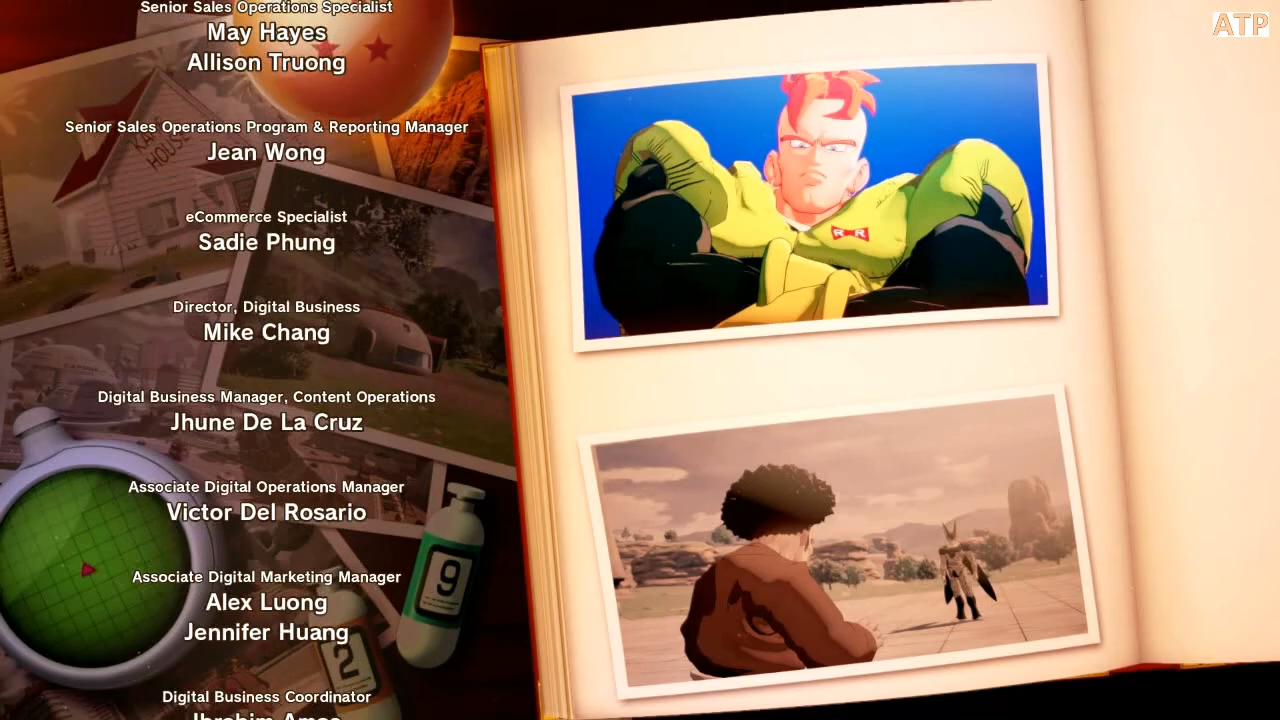 Senior Sales Operations Specialist
May Hayes
Allison Truong
Senior Sales Operations Program & Reporting Manager
Jean Wong
eCommerce Specialist
Sadie Phung
Director, Digital Business
Mike Chang
Digital Business Manager, Content Operations
Jhune De La Cruz
Associate Digital Operations Manager
Victor Del Rosario
Associate Digital Marketing Manager
Alex Luong
Jennifer Huang
Digital Business Coordinator
KAME
HOUSE
9
2
R R
ATP